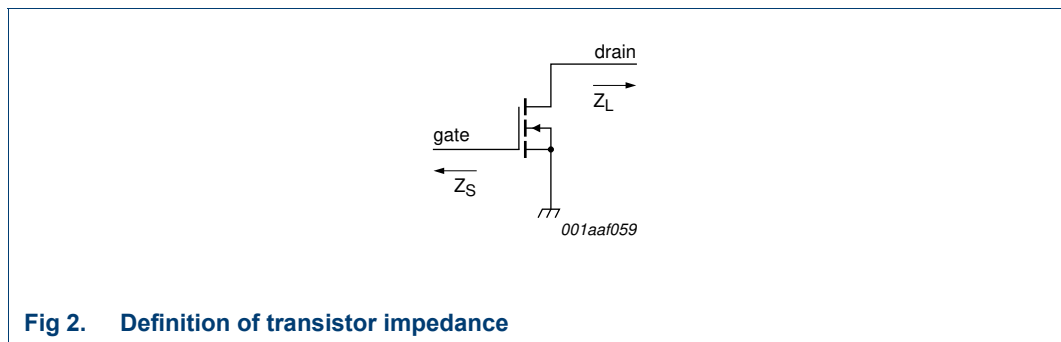 drain
Z_L
gate
Z_S
001aaf059
Fig 2. Definition of transistor impedance